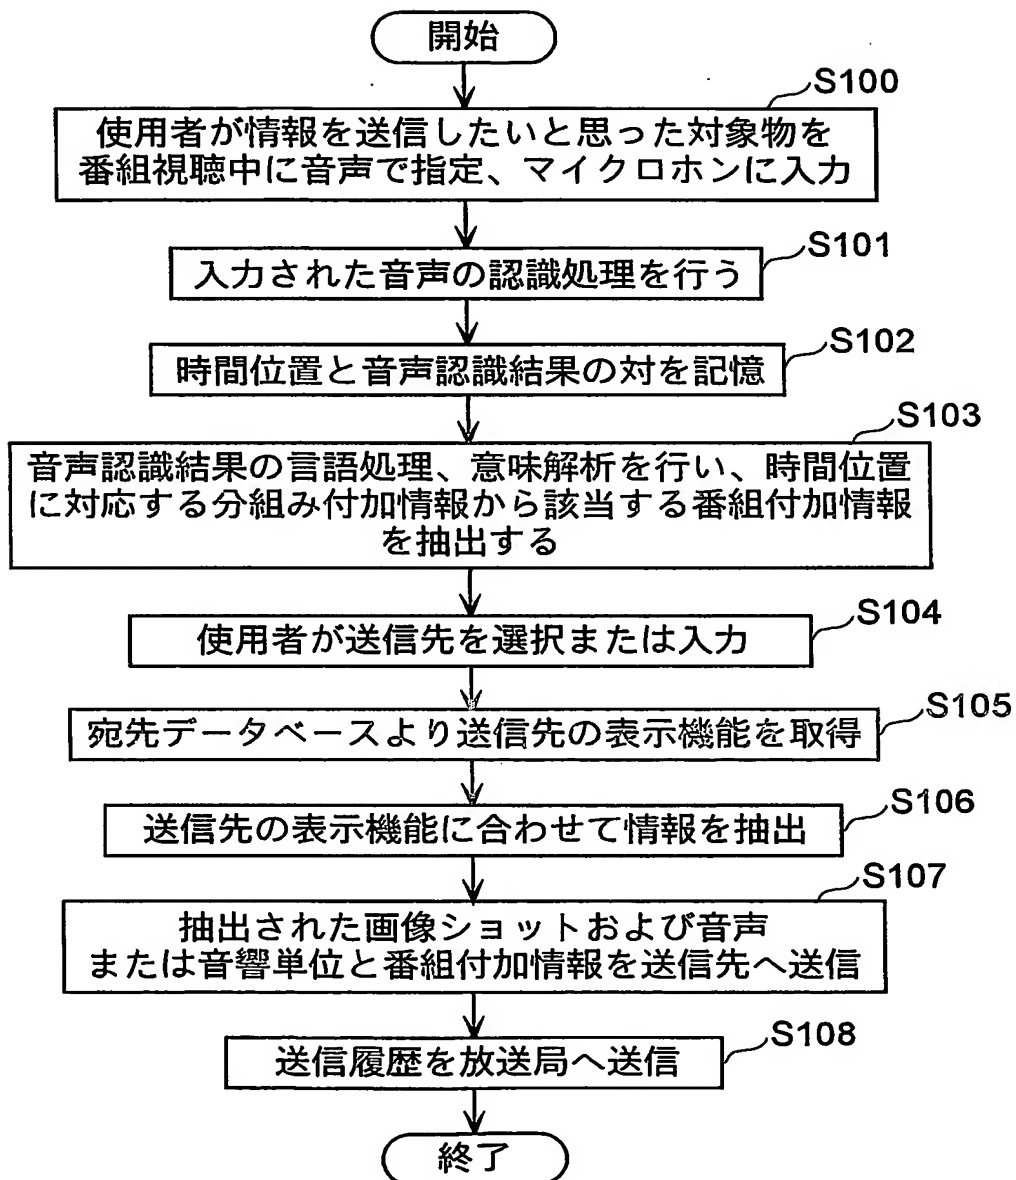 開始
S100
使用者が情報を送信したいと思った対象物を
番組視聴中に音声で指定、マイクロホンに入力
S101
入力された音声の認識処理を行う
S102
時間位置と音声認識結果の対を記憶
S103
音声認識結果の言語処理、意味解析を行い、時間位置
に対応する分組み付加情報から該当する番組付加情報
を抽出する
S104
使用者が送信先を選択または入力
S105
宛先データベースより送信先の表示機能を取得
S106
送信先の表示機能に合わせて情報を抽出
S107
抽出された画像ショットおよび音声
または音響単位と番組付加情報を送信先へ送信
S108
送信履歴を放送局へ送信
終了